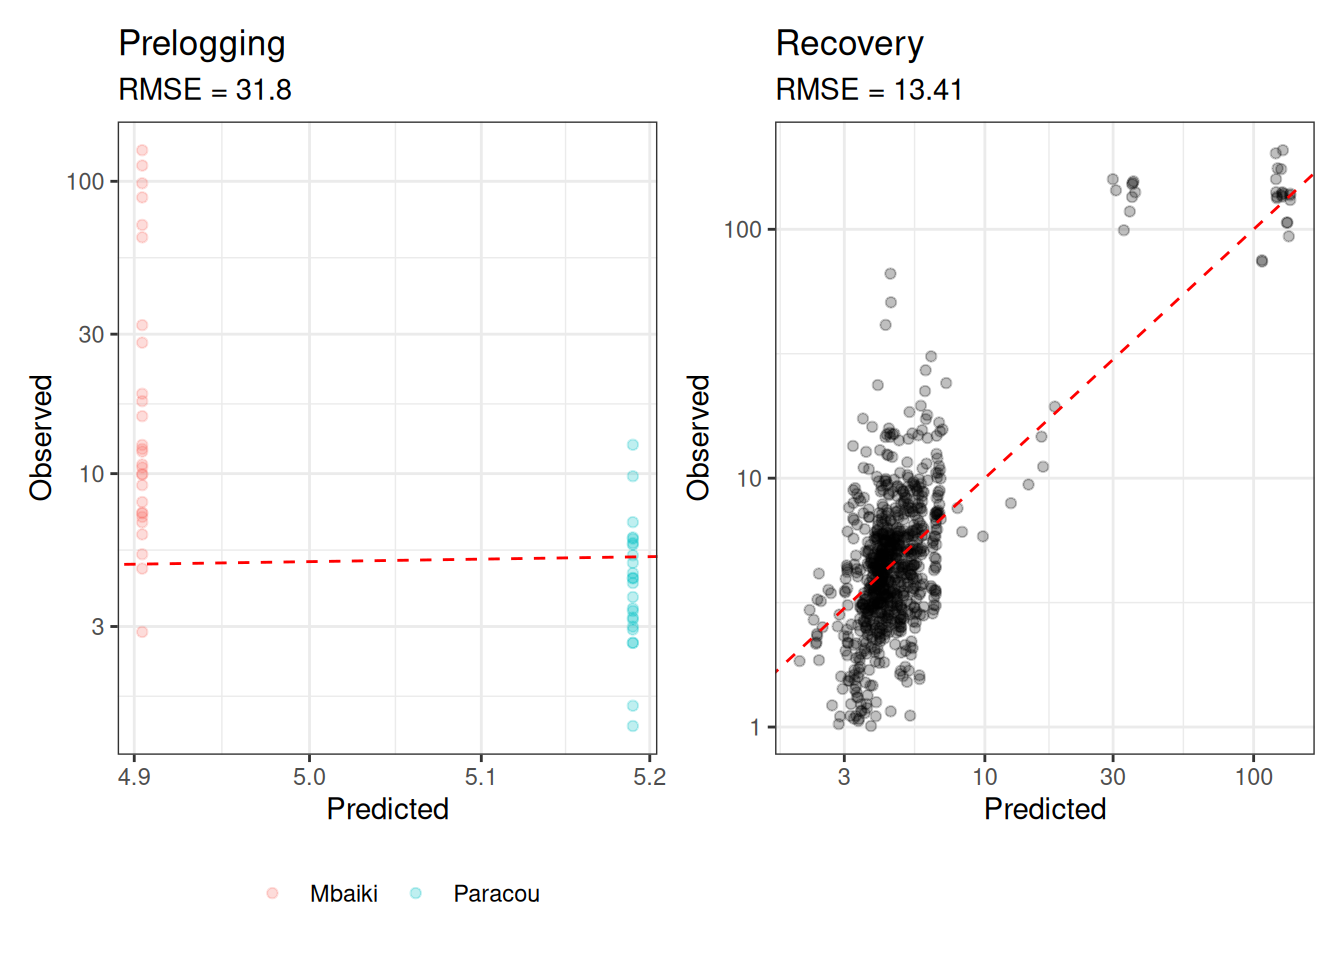 Prelogging
RMSE = 31.8
100
30
10
3
Observed
4.9
5.0
5.1
5.2
Predicted
Mbaiki
Paracou
Recovery
RMSE = 13.41
100
10
1
Observed
3
10
30
100
Predicted